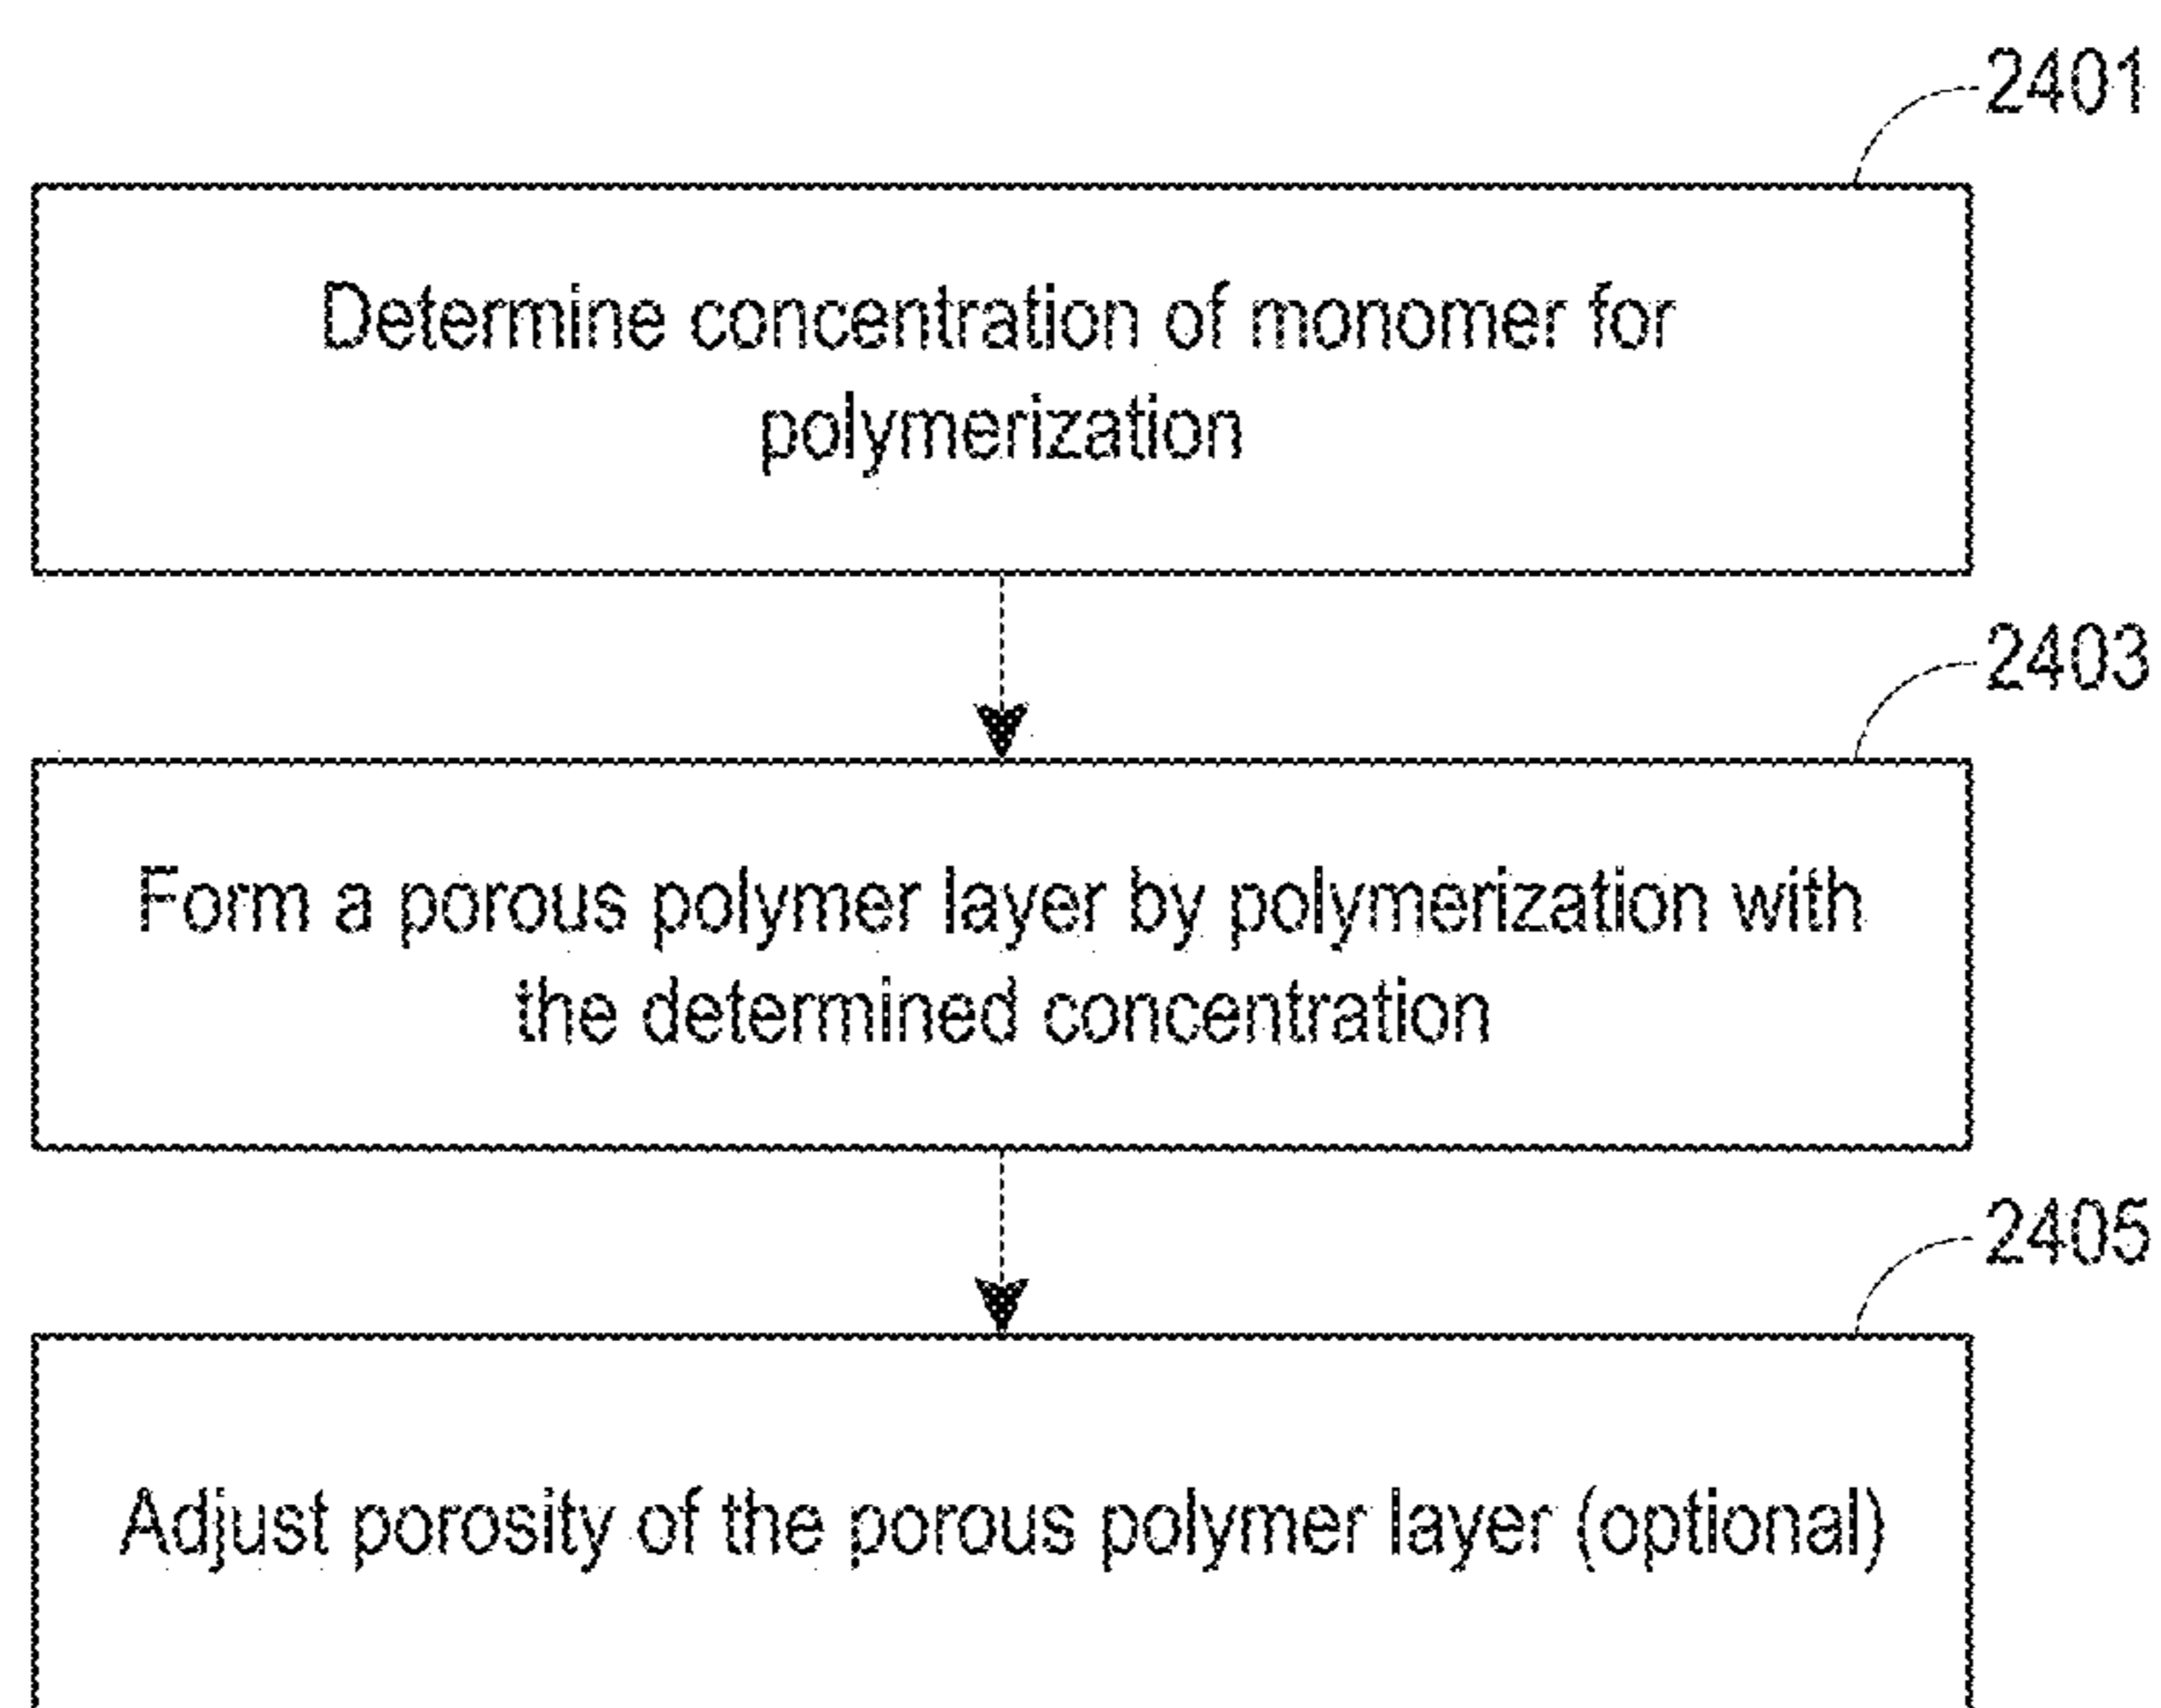 2401
Determine concentration of monomer for
polymerization
2403
Form a porous polymer layer by polymerization with
the determined concentration
2405
Adjust porosity of the porous polymer layer (optional)